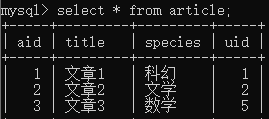 mysql> select * from article;
| aid | title | species | uid |
| 1 | 文章1 | 科幻 | 1 |
| 2 | 文章2 | 文学 | 2 |
| 3 | 文章3 | 数学 | 5 |